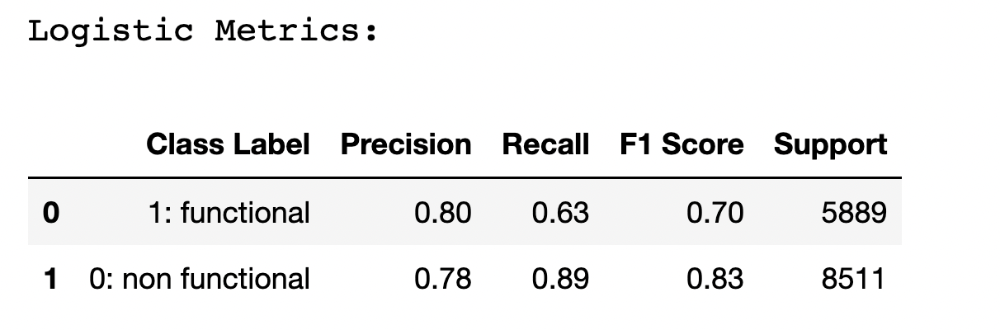 Logistic Metrics:
Class Label Precision Recall F1 Score Support
0 1: functional 0.80 0.63 0.70 5889
1 0: non functional 0.78 0.89 0.83 8511